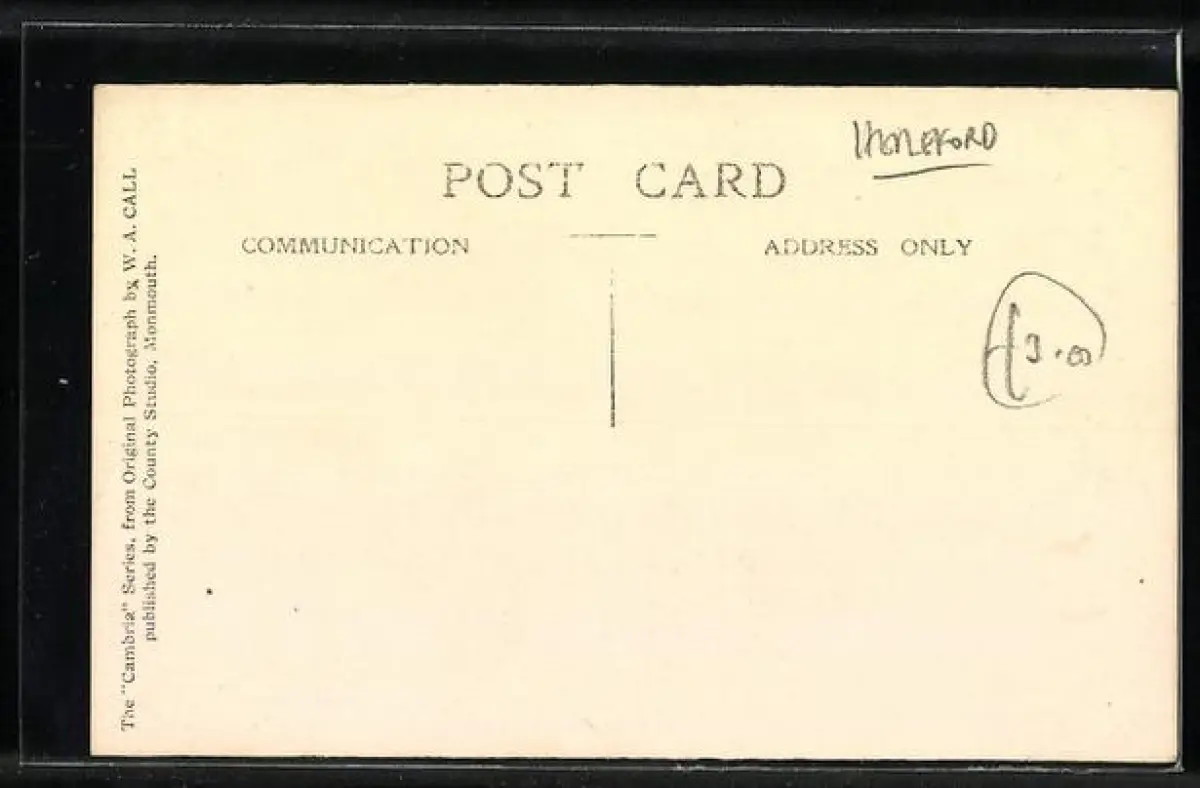 HEREFORD
POST CARD
COMMUNICATION
ADDRESS ONLY
£3.00
The "Cambria" Series, from Original Photograph by W. A. CALL
published by the County Studio, Monmouth.